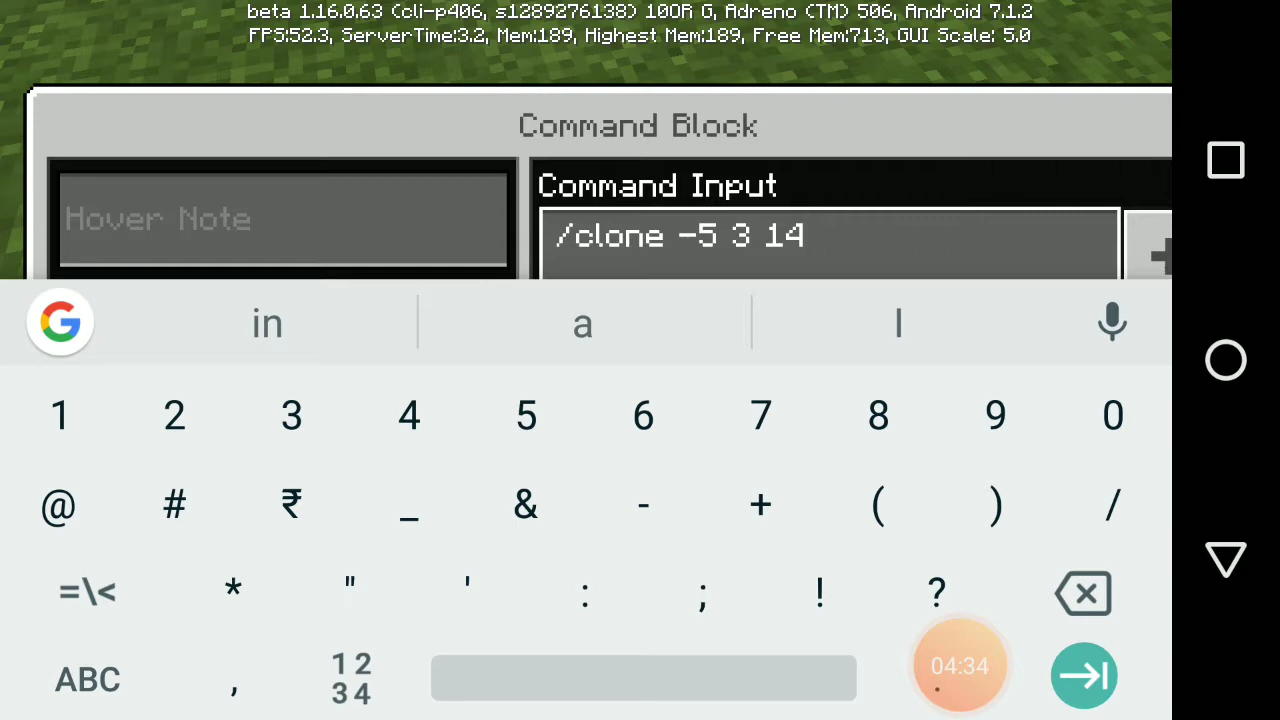 beta 1.16.0.63 (cli-p406, s1289276138) 10OR G, Adreno (TM) 506, Android 7.1.2
FPS:52.3, ServerTime:3.2, Mem:189, Highest Mem:189, Free Mem:713, GUI Scale: 5.0
Command Block
Command Input
Hover Note
/clone -5 3 14
G in a I
1 2 3 4 5 6 7 8 9 0
@ # ₹ _ & - + ( ) /
=\< * " ' : ; ! ?
ABC , 1 2 3 4 04:34 .